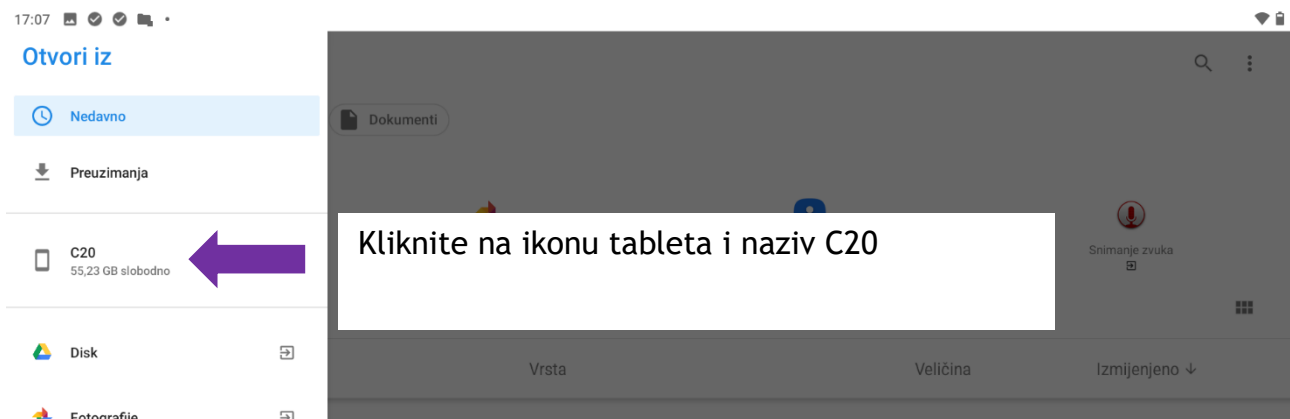 17:07
Otvori iz
Nedavno
Dokumenti
Preuzimanja
C20
55,23 GB slobodno
Kliknite na ikonu tableta i naziv C20
Snimanje zvuka
Disk
Vrsta
Veličina
Izmijenjeno
Fotografije